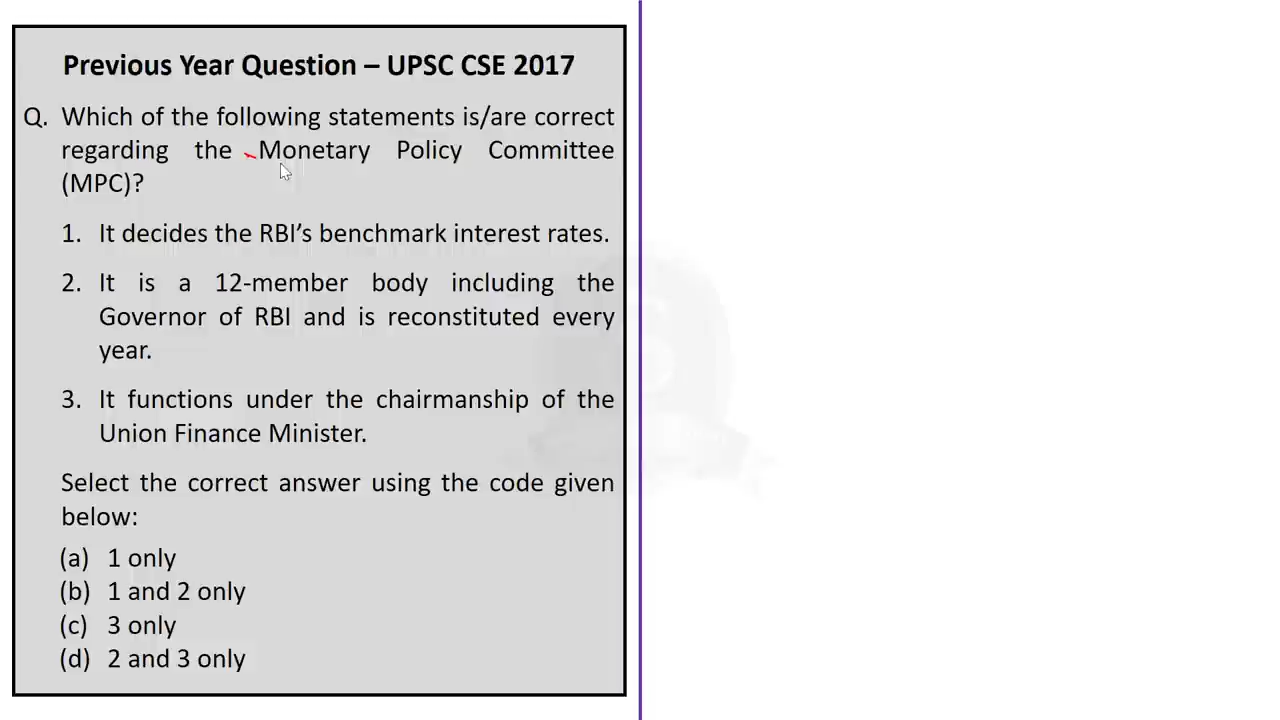 Previous Year Question – UPSC CSE 2017
Q. Which of the following statements is/are correct
regarding the Monetary Policy Committee
(MPC)?
1. It decides the RBI’s benchmark interest rates.
2. It is a 12-member body including the
Governor of RBI and is reconstituted every
year.
3. It functions under the chairmanship of the
Union Finance Minister.
Select the correct answer using the code given
below:
(a) 1 only
(b) 1 and 2 only
(c) 3 only
(d) 2 and 3 only